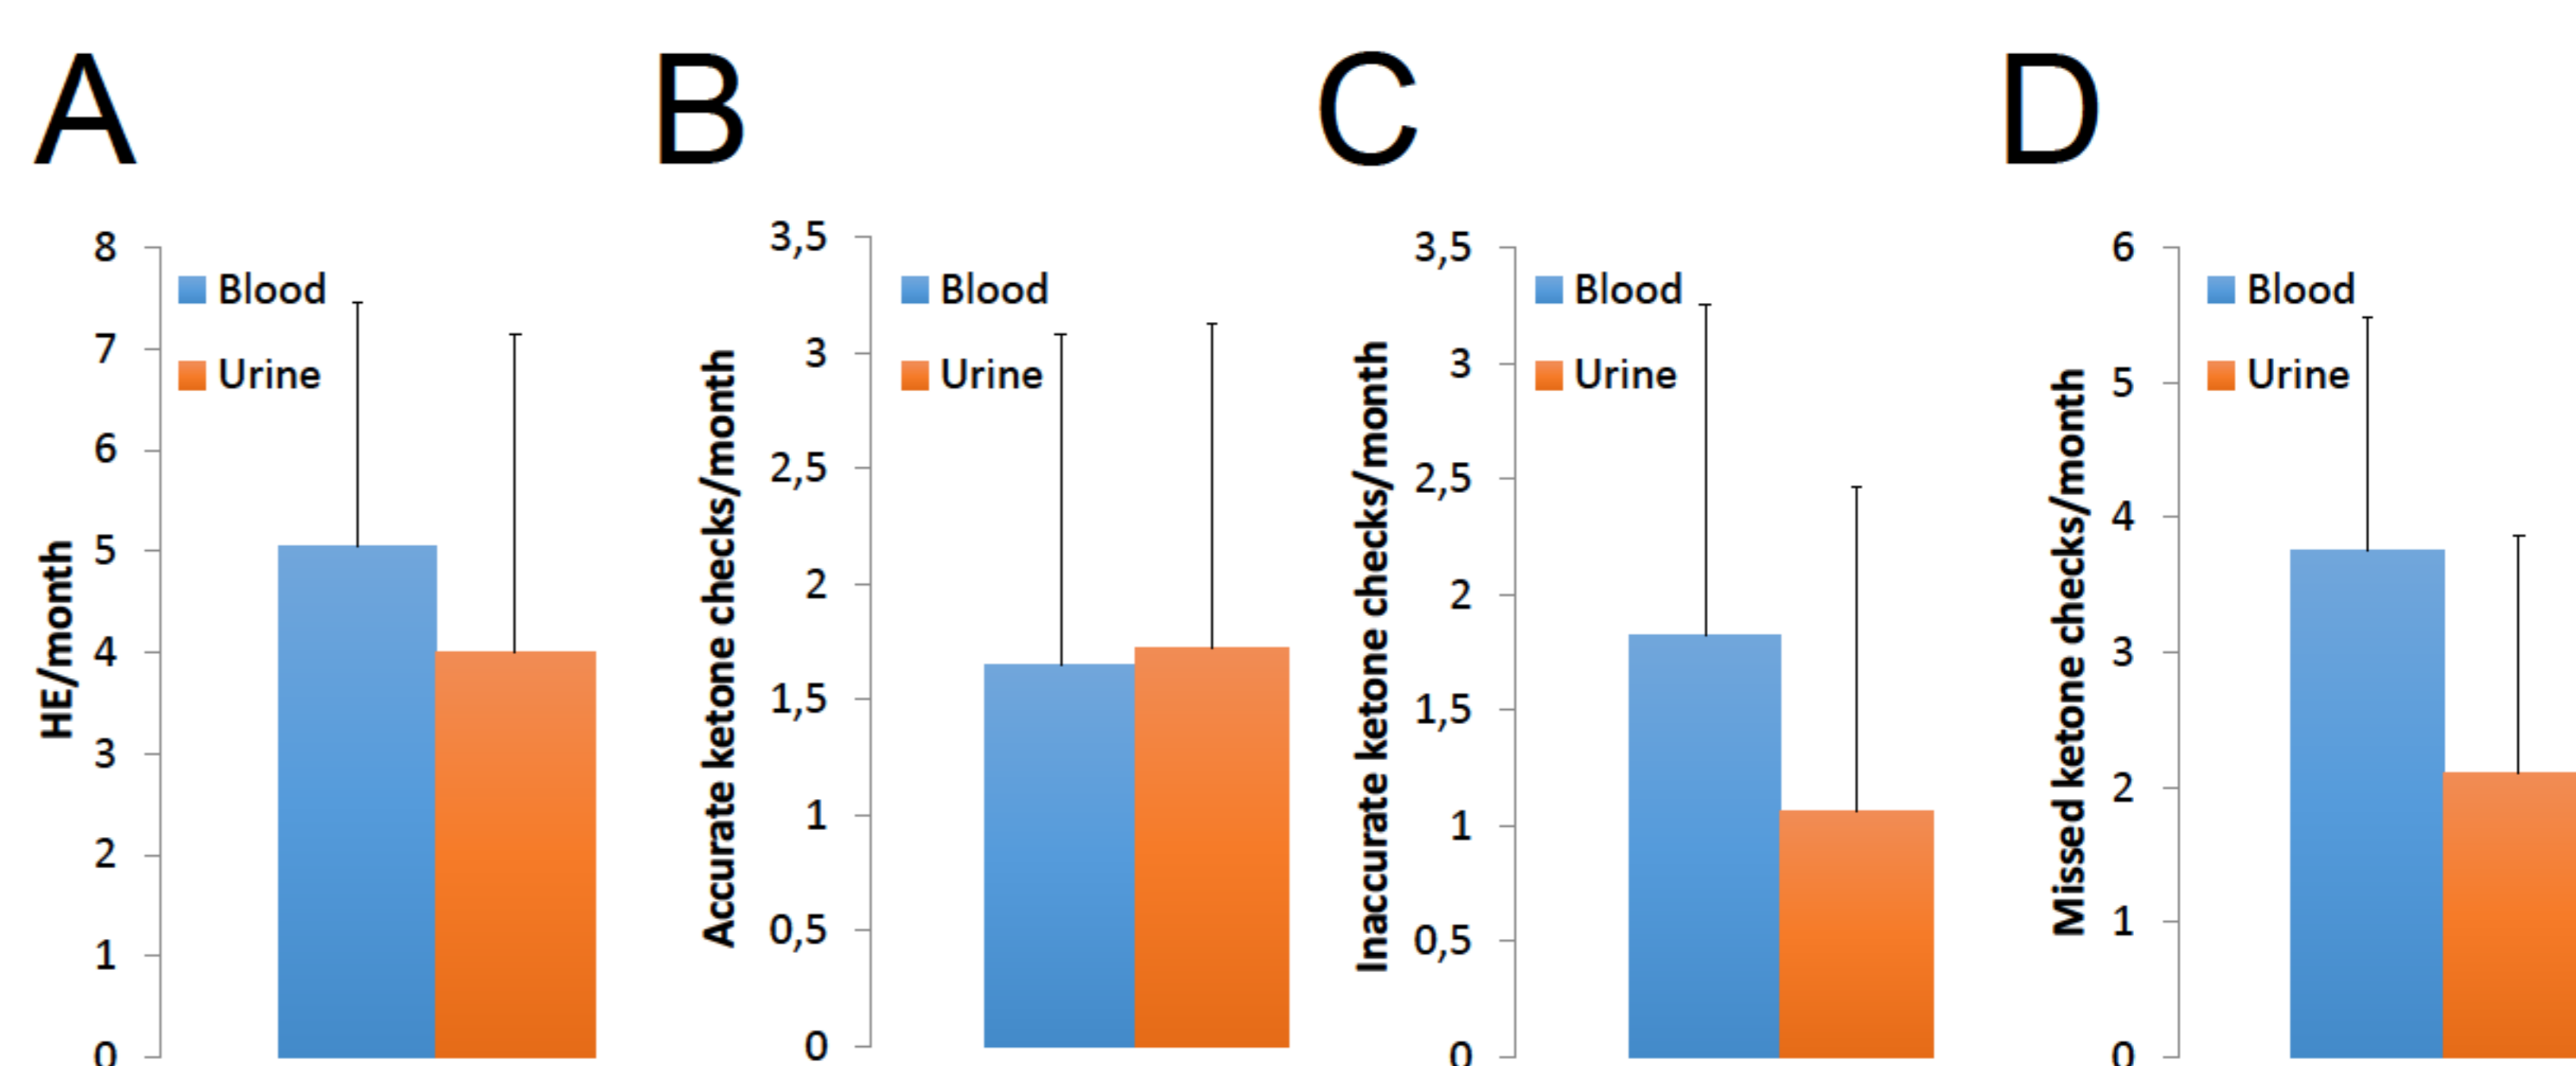 A
B
C
D
HE/month
8
7
6
5
4
3
2
1
0
Blood
Urine
Accurate ketone checks/month
3,5
3
2,5
2
1,5
1
0,5
0
Blood
Urine
Inaccurate ketone checks/month
3,5
3
2,5
2
1,5
1
0,5
0
Blood
Urine
Missed ketone checks/month
6
5
4
3
2
1
0
Blood
Urine